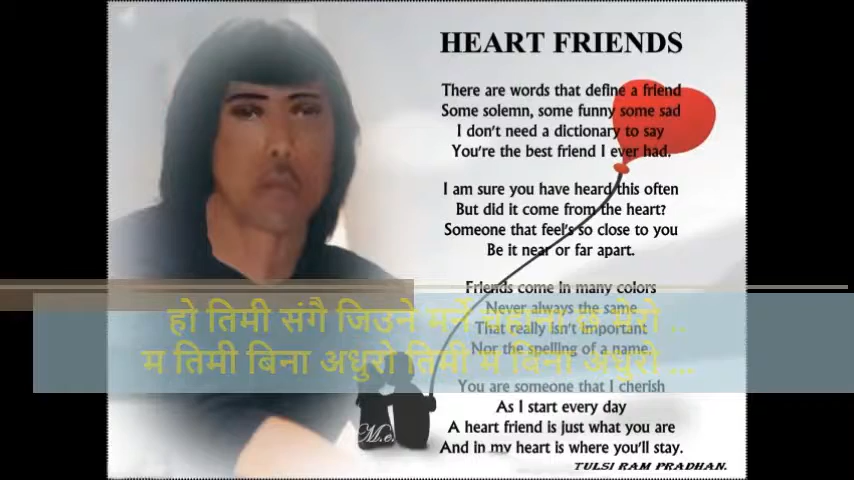 HEART FRIENDS
There are words that define a friend
Some solemn, some funny some sad
I don't need a dictionary to say
You're the best friend I ever had.
I am sure you have heard this often
But did it come from the heart?
Someone that feel's so close to you
Be it near or far apart.
Friends come in many colors
Never always the same
That really isn't important
Nor the spelling of a name.
You are someone that I cherish
As I start every day
A heart friend is just what you are
And in my heart is where you'll stay.
TULSI RAM PRADHAN.
हो तिमी संगै जिउने मर्ने
म तिमी बिना अधुरो तिमी म बिना अधुरी ...
M.e.